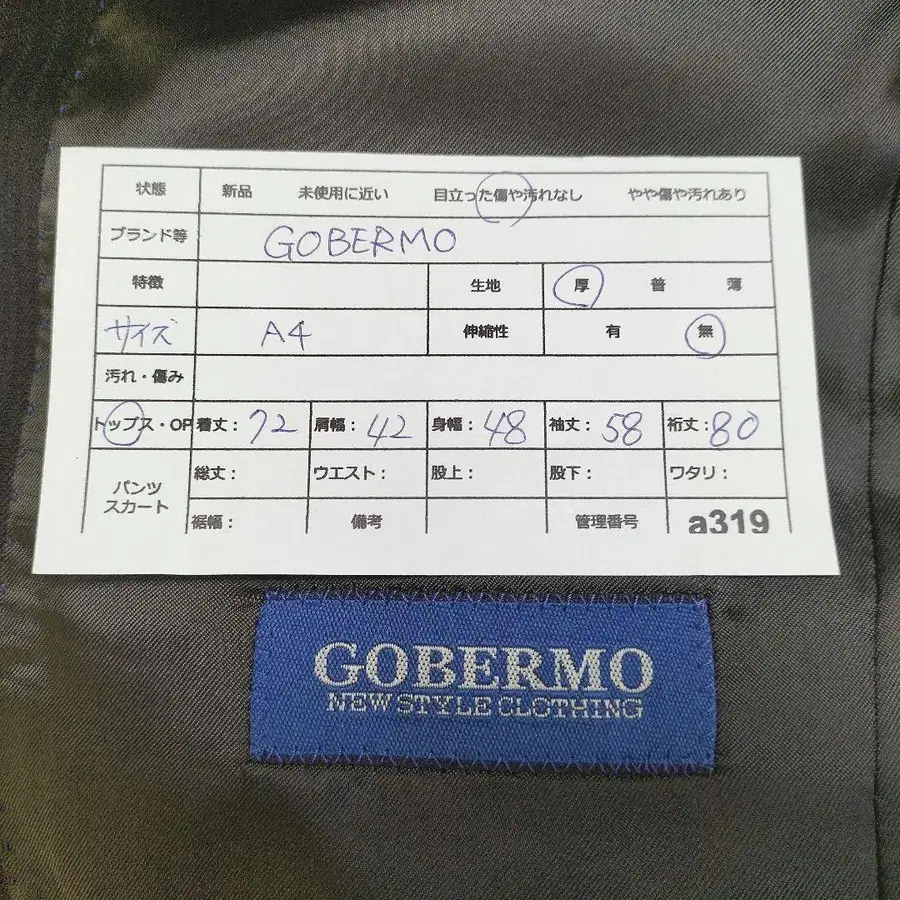 状態 新品 未使用に近い 目立った傷や汚れなし やや傷や汚れあり
ブランド等 GOBERMO
特徴 生地 厚 普 薄
サイズ A4 伸縮性 有 無
汚れ・傷み
トップス・OP 着丈：72 肩幅：42 身幅：48 袖丈：58 裄丈：80
パンツ スカート 総丈： ウエスト： 股上： 股下： ワタリ：
裾幅： 備考 管理番号 a319
GOBERMO
NEW STYLE CLOTHING